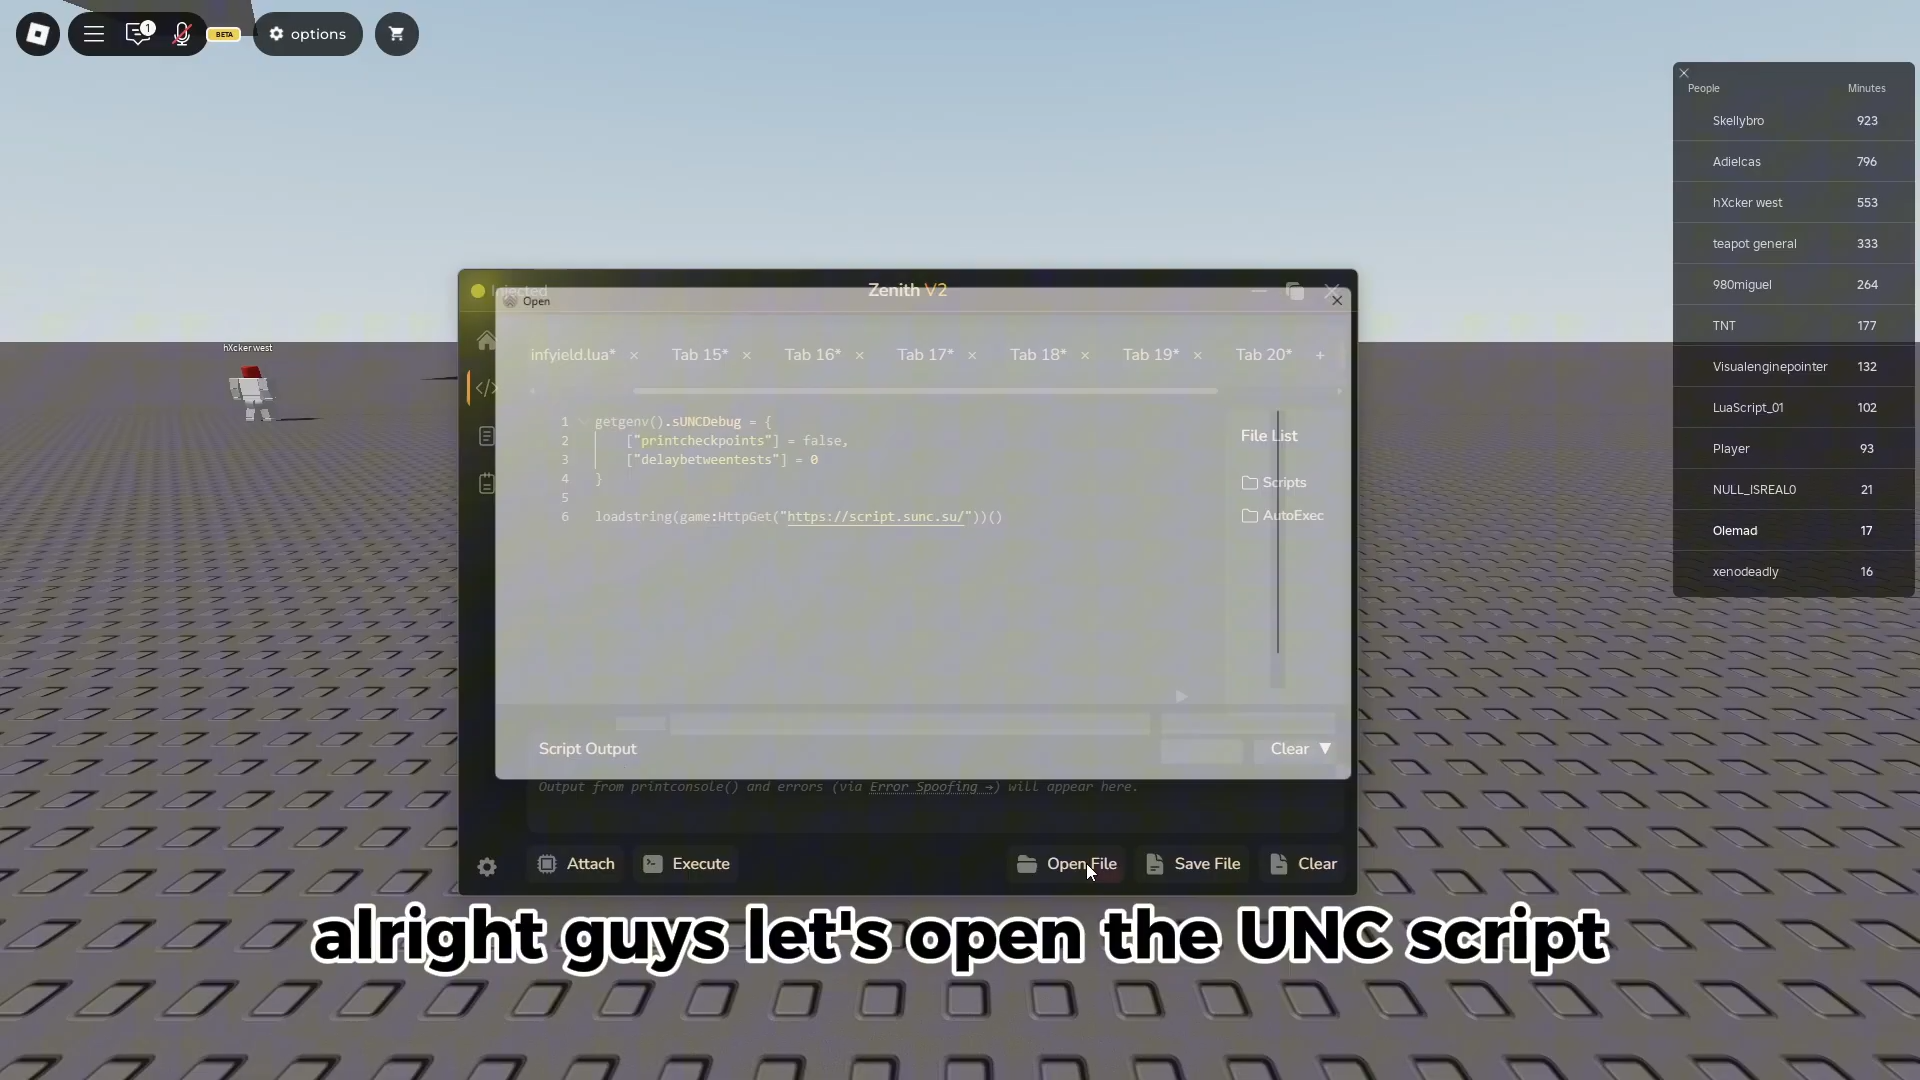 1
BETA
options
People Minutes
Skellybro 923
Adielcas 796
hXcker west 553
teapot general 333
980miguel 264
TNT 177
Visualenginepointer 132
LuaScript_01 102
Player 93
NULL_ISREAL0 21
Olemad 17
xenodeadly 16
hXcker west
Injected
Zenith V2
Open
infyield.lua* × Tab 15* × Tab 16* × Tab 17* × Tab 18* × Tab 19* × Tab 20* +
1 getgenv().sUNCDebug = {
2 ["printcheckpoints"] = false,
3 ["delaybetweentests"] = 0
4 }
5
6 loadstring(game:HttpGet("https://script.sunc.su/"))()
File List
Scripts
AutoExec
Script Output
Clear ▼
Output from printconsole() and errors (via Error Spoofing →) will appear here.
Attach Execute Open File Save File Clear
alright guys let's open the UNC script